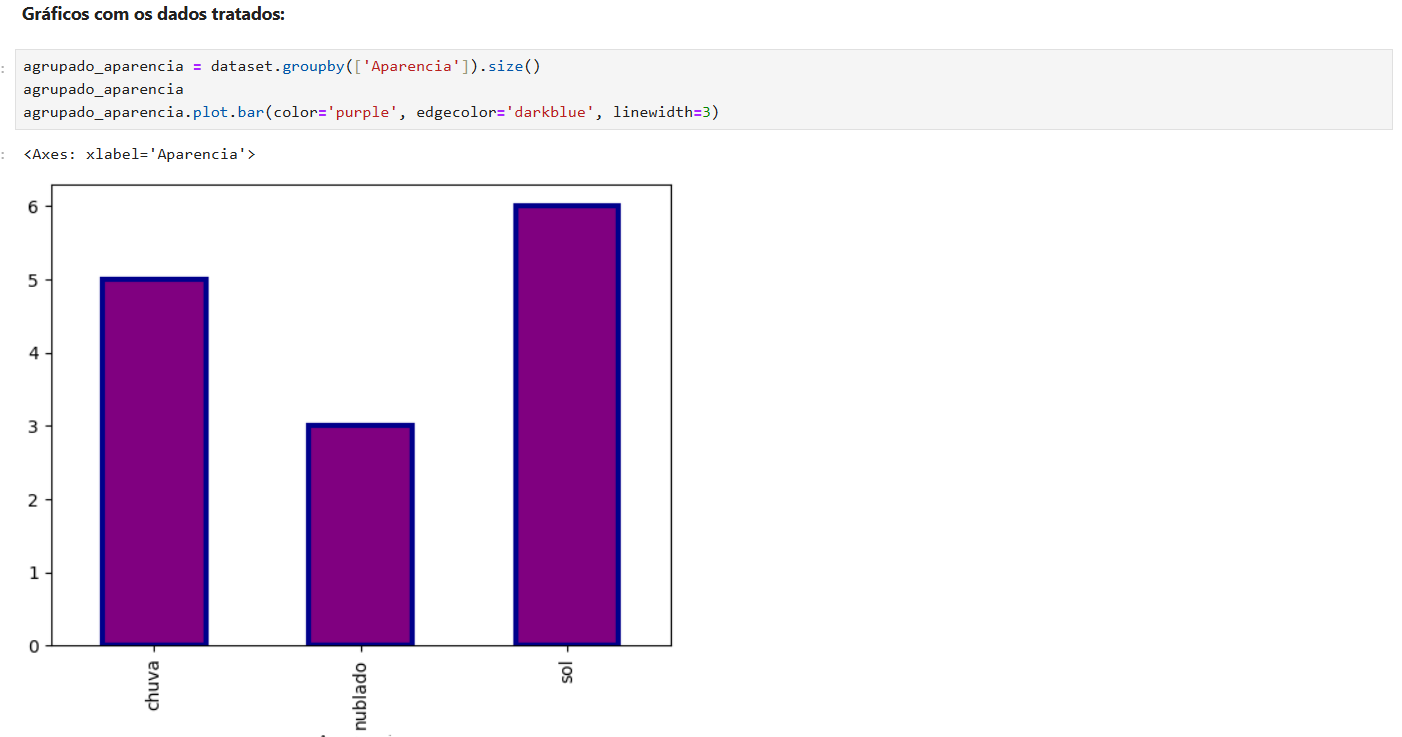 Gráficos com os dados tratados:
agrupado_aparencia = dataset.groupby(['Aparencia']).size()
agrupado_aparencia
agrupado_aparencia.plot.bar(color='purple', edgecolor='darkblue', linewidth=3)
<Axes: xlabel='Aparencia'>
6
5
4
3
2
1
0
chuva
nublado
sol